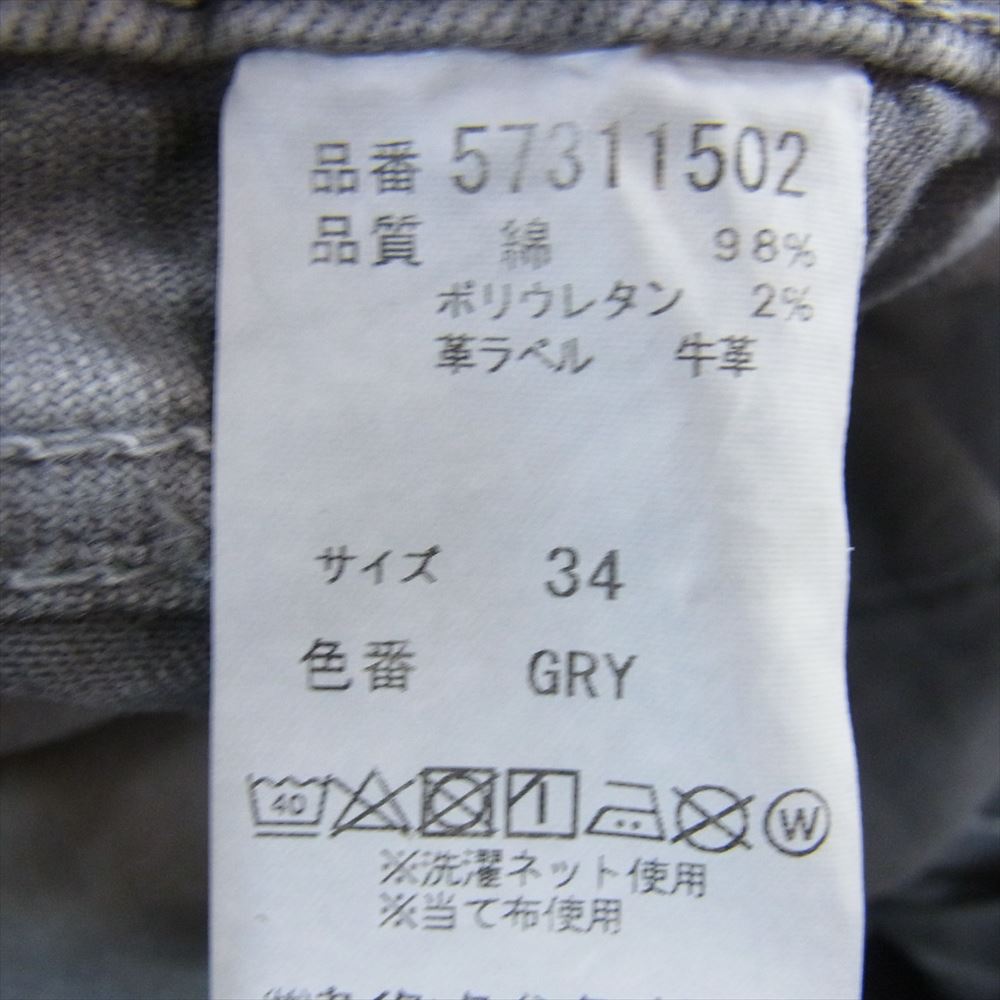 品番 57311502
品質 綿 98%
ポリウレタン 2%
革ラベル 牛革
サイズ 34
色番 GRY
40 W
※洗濯ネット使用
※当て布使用